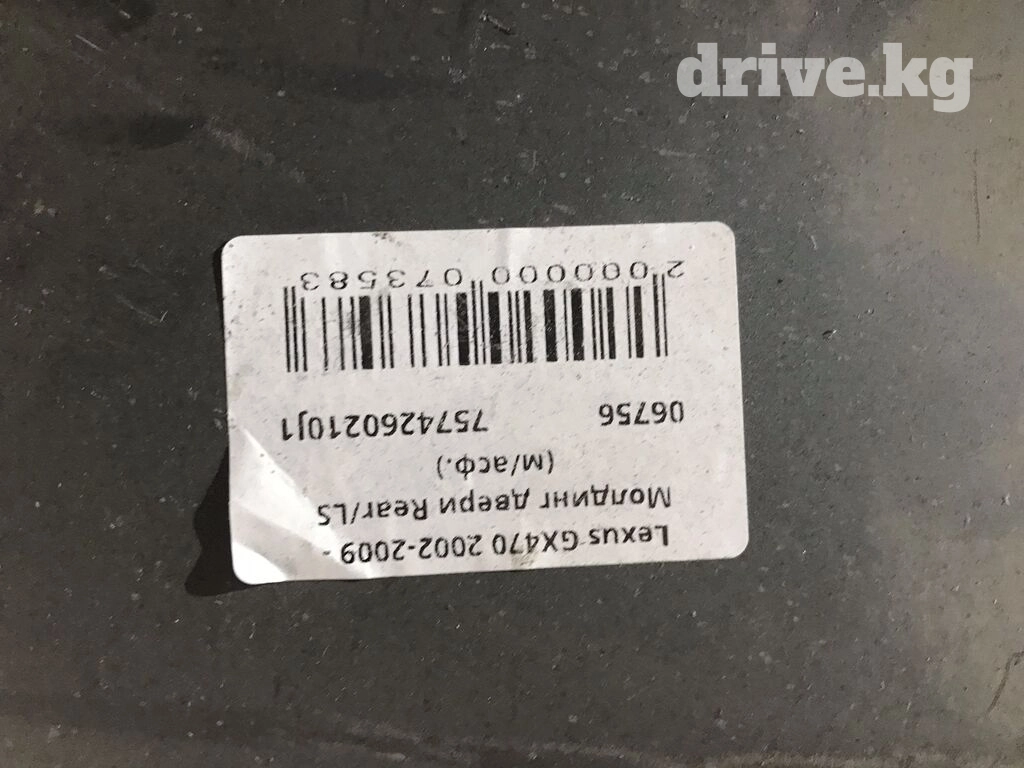 drive.kg
Lexus GX470 2002-2009 -
Молдинг двери Rear/LS
(м/асф.)
06756 7574260210J1
2 000000 073583